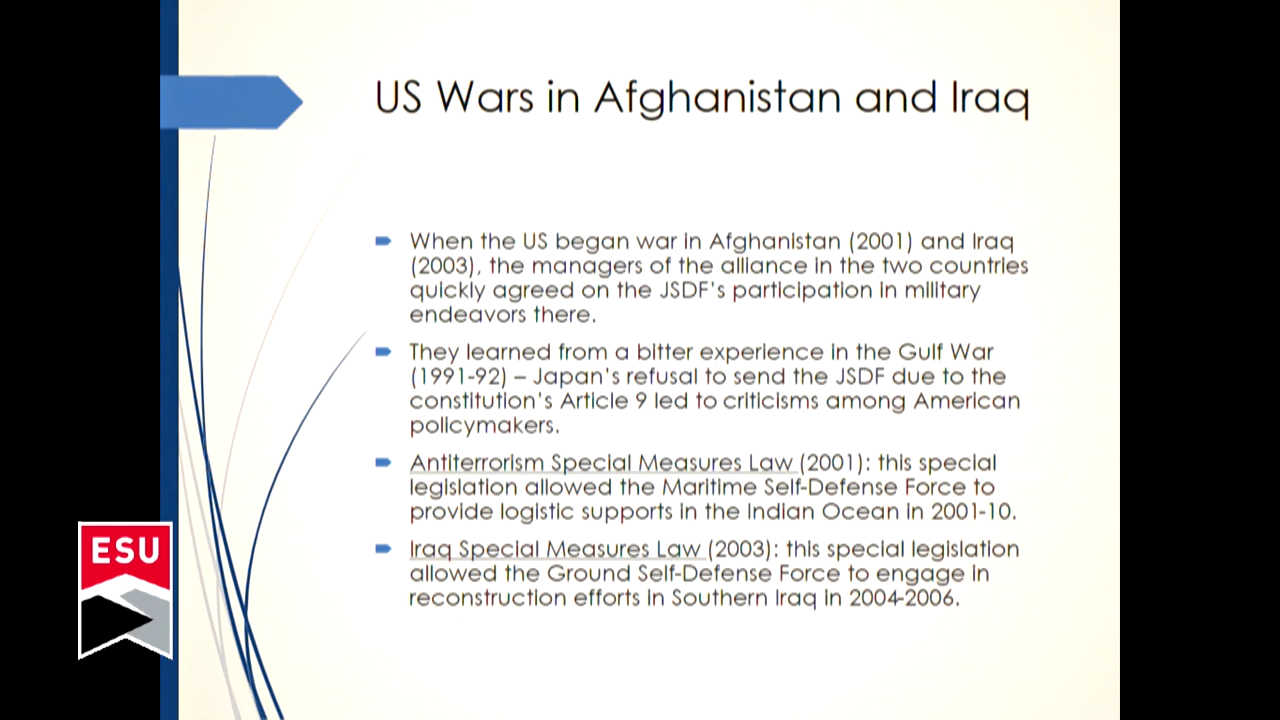 US Wars in Afghanistan and Iraq
When the US began war in Afghanistan (2001) and Iraq
(2003), the managers of the alliance in the two countries
quickly agreed on the JSDF's participation in military
endeavors there.
They learned from a bitter experience in the Gulf War
(1991-92) – Japan's refusal to send the JSDF due to the
constitution's Article 9 led to criticisms among American
policymakers.
Antiterrorism Special Measures Law (2001): this special
legislation allowed the Maritime Self-Defense Force to
provide logistic supports in the Indian Ocean in 2001-10.
Iraq Special Measures Law (2003): this special legislation
allowed the Ground Self-Defense Force to engage in
reconstruction efforts in Southern Iraq in 2004-2006.
ESU